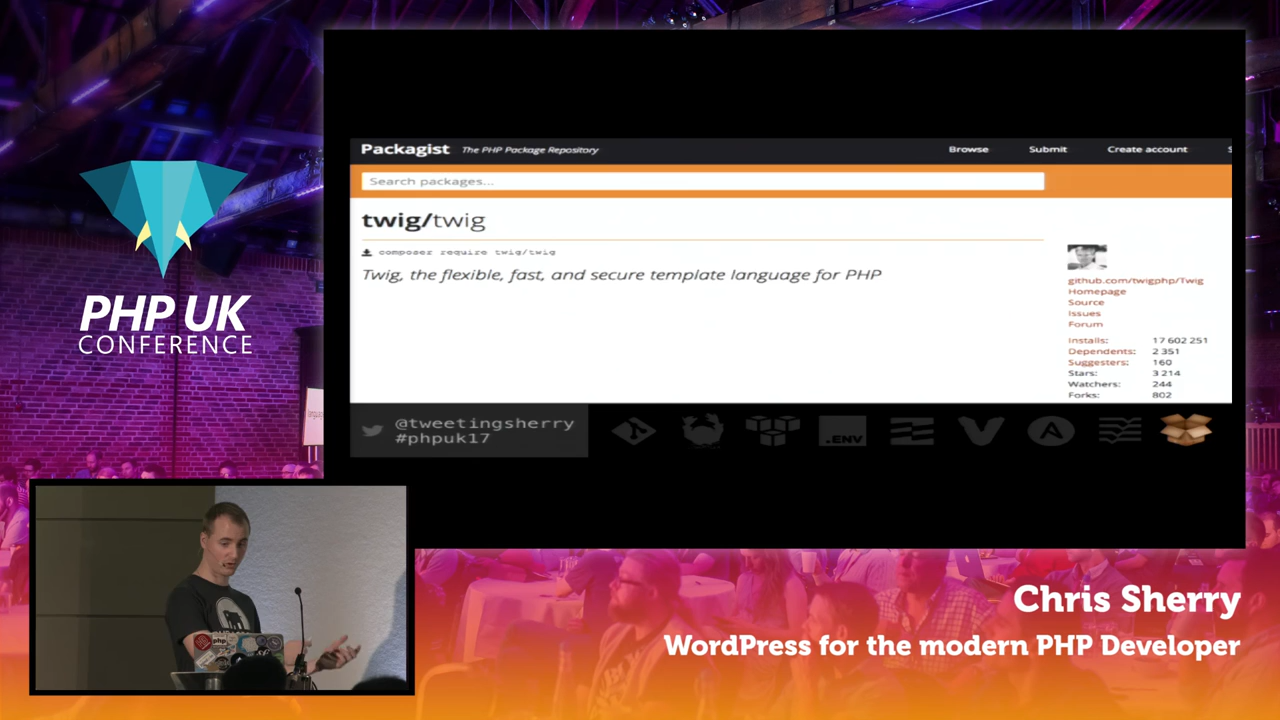 PHP UK
CONFERENCE
Packagist The PHP Package Repository Browse Submit Create account
Search packages...
twig/twig
composer require twig/twig
Twig, the flexible, fast, and secure template language for PHP
github.com/twigphp/Twig
Homepage
Source
Issues
Forum
Installs: 17 602 251
Dependents: 2 351
Suggesters: 160
Stars: 3 214
Watchers: 244
Forks: 802
@tweetingsherry
#phpuk17
.ENV
php
Chris Sherry
WordPress for the modern PHP Developer